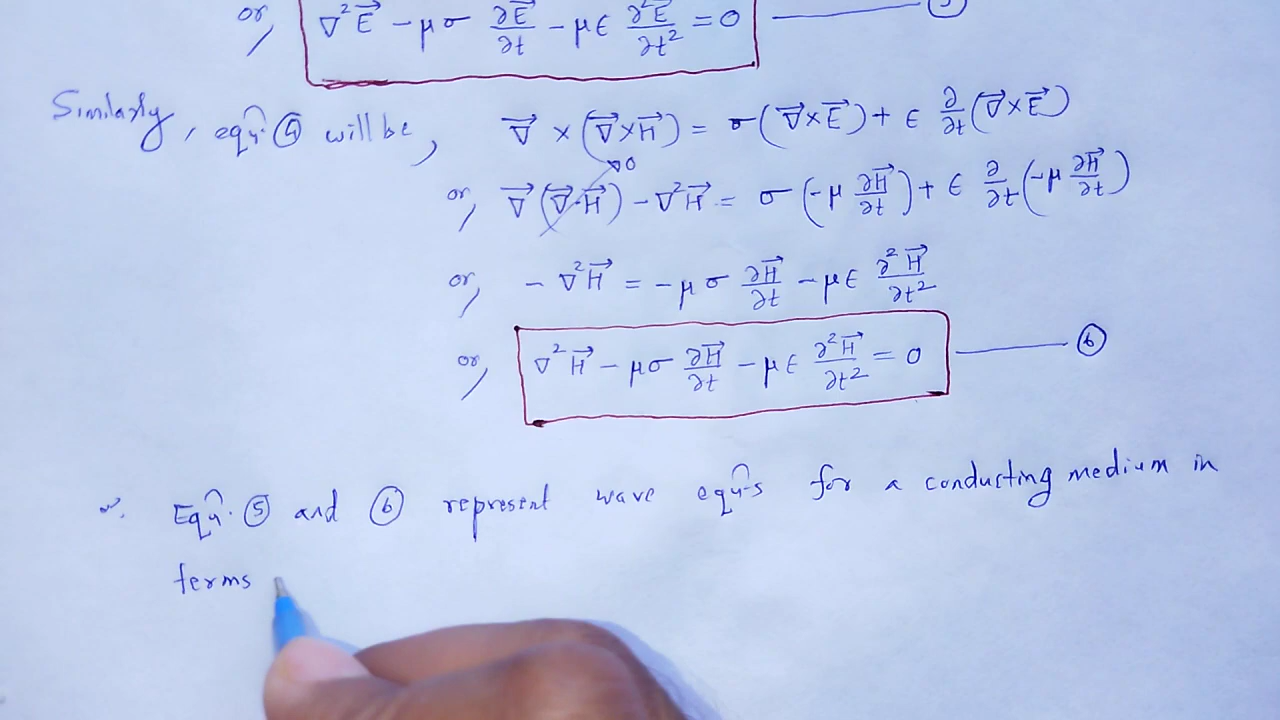 or, ∇²E⃗ − μσ ∂E⃗/∂t − μϵ ∂²E⃗/∂t² = 0 ——— ⑤
Similarly, eqn. ④ will be, ∇⃗ × (∇⃗×H⃗) = σ(∇⃗×E⃗) + ϵ ∂/∂t (∇⃗×E⃗)
or, ∇⃗(∇⃗·H⃗) − ∇²H⃗ = σ(−μ ∂H⃗/∂t) + ϵ ∂/∂t (−μ ∂H⃗/∂t)
→0
or, − ∇²H⃗ = −μσ ∂H⃗/∂t − μϵ ∂²H⃗/∂t²
or, ∇²H⃗ − μσ ∂H⃗/∂t − μϵ ∂²H⃗/∂t² = 0 ——— ⑥
∴ Eqn. ⑤ and ⑥ represent wave eqn-s for a conducting medium in
terms